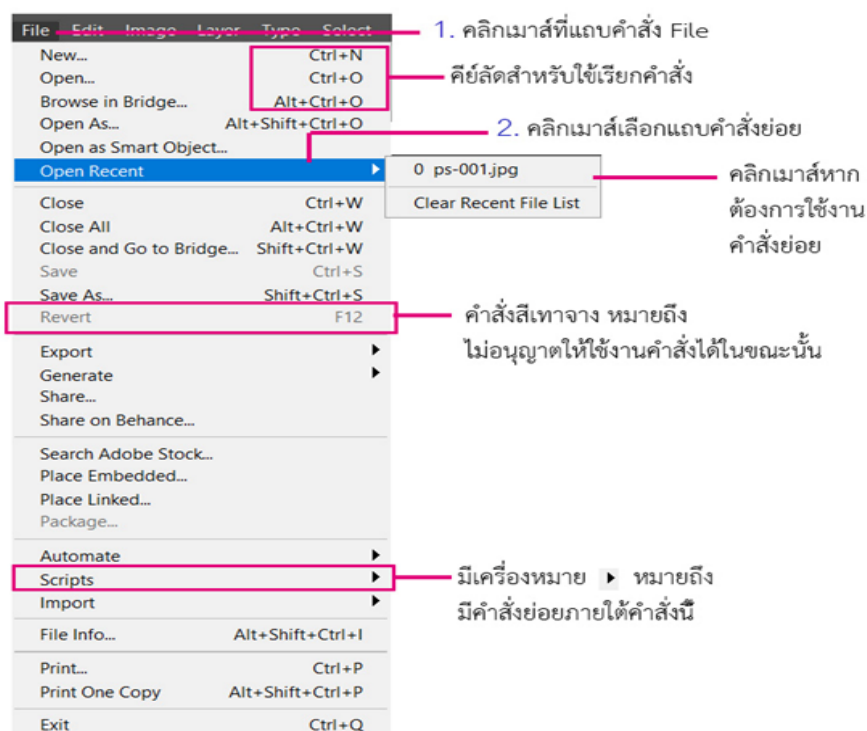 File Edit Image Layer Type Select
1. คลิกเมาส์ที่แถบคำสั่ง File
New... Ctrl+N
Open... Ctrl+O
คีย์ลัดสำหรับใช้เรียกคำสั่ง
Browse in Bridge... Alt+Ctrl+O
Open As... Alt+Shift+Ctrl+O
2. คลิกเมาส์เลือกแถบคำสั่งย่อย
Open as Smart Object...
Open Recent
0 ps-001.jpg
Clear Recent File List
คลิกเมาส์หาก
ต้องการใช้งาน
คำสั่งย่อย
Close Ctrl+W
Close All Alt+Ctrl+W
Close and Go to Bridge... Shift+Ctrl+W
Save Ctrl+S
Save As... Shift+Ctrl+S
Revert F12
คำสั่งสีเทาจาง หมายถึง
ไม่อนุญาตให้ใช้งานคำสั่งได้ในขณะนั้น
Export
Generate
Share...
Share on Behance...
Search Adobe Stock...
Place Embedded...
Place Linked...
Package...
Automate
Scripts
มีเครื่องหมาย ▶ หมายถึง
มีคำสั่งย่อยภายใต้คำสั่งนี้
Import
File Info... Alt+Shift+Ctrl+I
Print... Ctrl+P
Print One Copy Alt+Shift+Ctrl+P
Exit Ctrl+Q